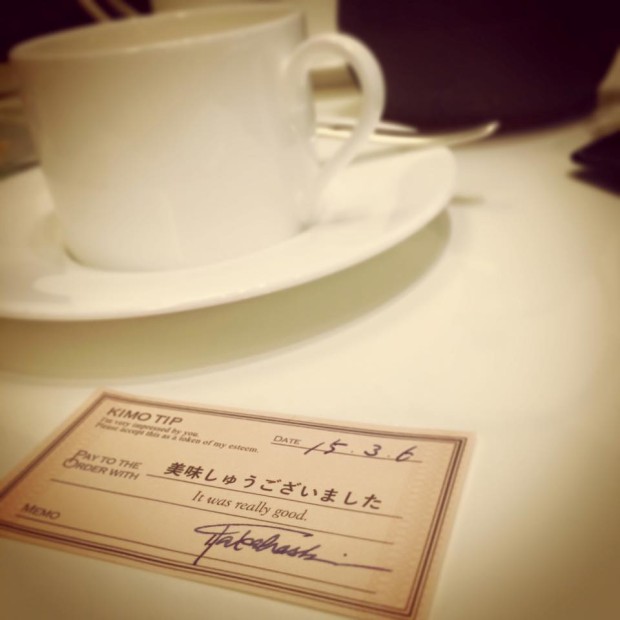 KIMO TIP
I'm very impressed by you.
Please accept this as a token of my esteem.
DATE 15.3.6
PAY TO THE
ORDER WITH
美味しゅうございました
It was really good.
MEMO
Takahashi